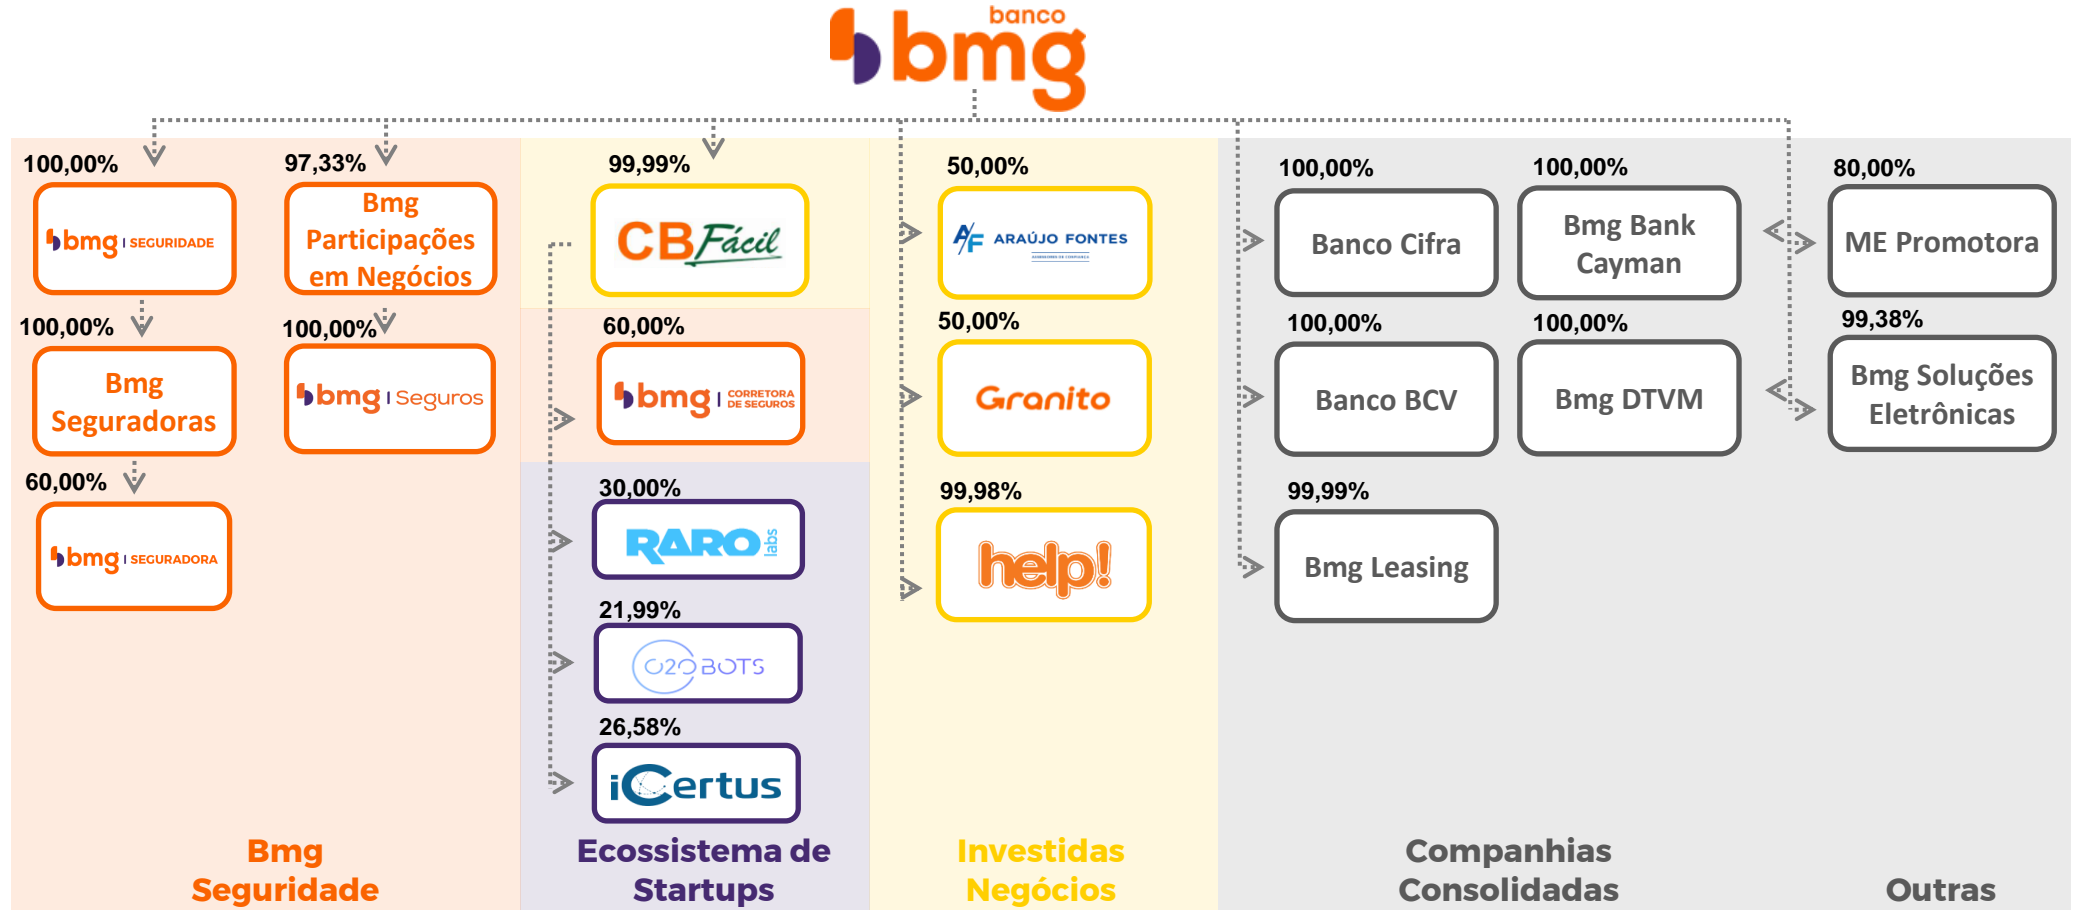 banco
bmg
100,00%
bmg | SEGURIDADE
100,00%
Bmg
Seguradoras
60,00%
bmg | SEGURADORA
97,33%
Bmg
Participações
em Negócios
100,00%
bmg | Seguros
Bmg
Seguridade
99,99%
CB Fácil
60,00%
bmg | CORRETORA
DE SEGUROS
30,00%
RARO labs
21,99%
O2OBOTS
26,58%
iCertus
Ecossistema de
Startups
50,00%
AF ARAÚJO FONTES
50,00%
Granito
99,98%
help!
Investidas
Negócios
100,00%
Banco Cifra
100,00%
Bmg Bank
Cayman
100,00%
Banco BCV
100,00%
Bmg DTVM
99,99%
Bmg Leasing
Companhias
Consolidadas
80,00%
ME Promotora
99,38%
Bmg Soluções
Eletrônicas
Outras